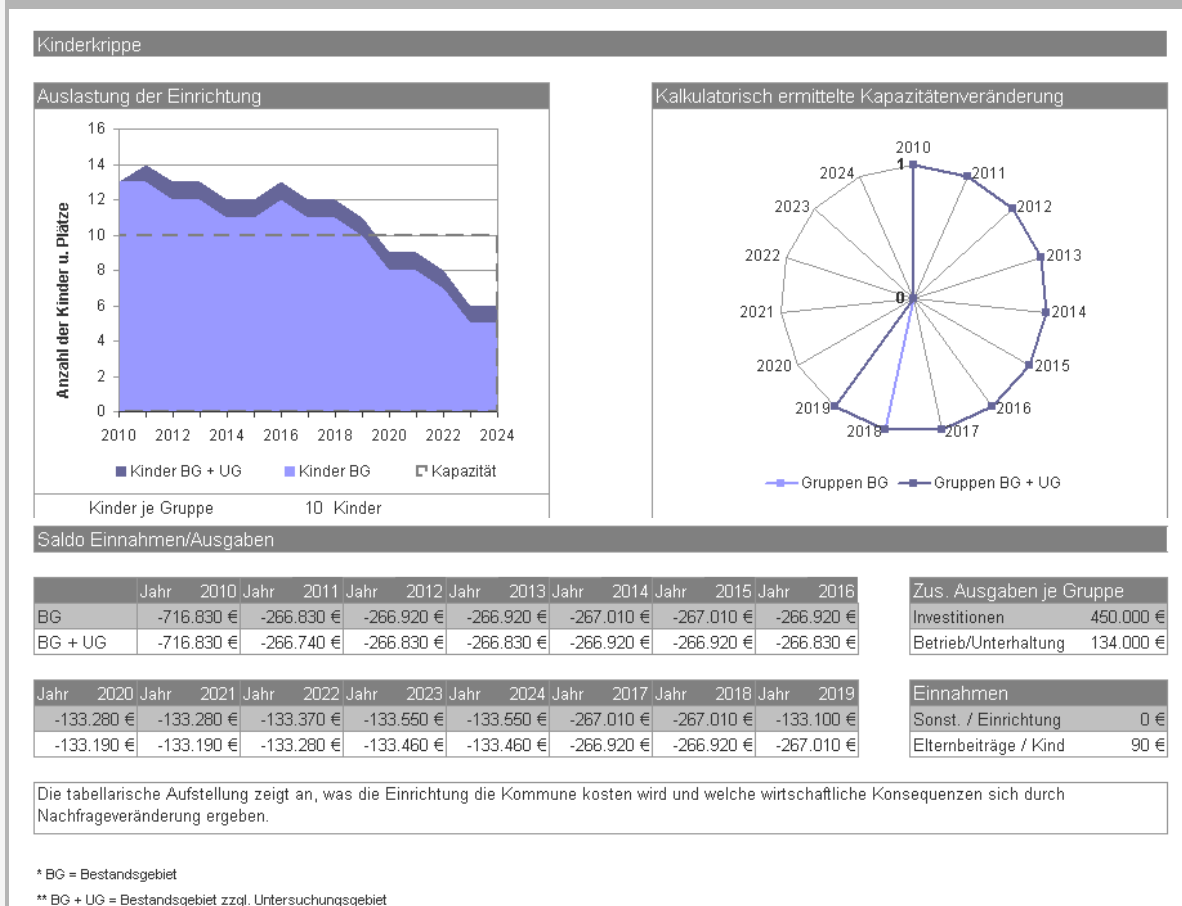 Kinderkrippe
Auslastung der Einrichtung
Anzahl der Kinder u. Plätze
16
14
12
10
8
6
4
2
0
2010 2012 2014 2016 2018 2020 2022 2024
Kinder BG + UG Kinder BG Kapazität
Kinder je Gruppe 10 Kinder
Kalkulatorisch ermittelte Kapazitätenveränderung
1
0
2010
2011
2012
2013
2014
2015
2016
2017
2018
2019
2020
2021
2022
2023
2024
Gruppen BG Gruppen BG + UG
Saldo Einnahmen/Ausgaben
Jahr 2010 Jahr 2011 Jahr 2012 Jahr 2013 Jahr 2014 Jahr 2015 Jahr 2016
BG -716.830 € -266.830 € -266.920 € -266.920 € -267.010 € -267.010 € -266.920 €
BG + UG -716.830 € -266.740 € -266.830 € -266.830 € -266.920 € -266.920 € -266.830 €
Zus. Ausgaben je Gruppe
Investitionen 450.000 €
Betrieb/Unterhaltung 134.000 €
Jahr 2020 Jahr 2021 Jahr 2022 Jahr 2023 Jahr 2024 Jahr 2017 Jahr 2018 Jahr 2019
-133.280 € -133.280 € -133.370 € -133.550 € -133.550 € -267.010 € -267.010 € -133.100 €
-133.190 € -133.190 € -133.280 € -133.460 € -133.460 € -266.920 € -266.920 € -267.010 €
Einnahmen
Sonst. / Einrichtung 0 €
Elternbeiträge / Kind 90 €
Die tabellarische Aufstellung zeigt an, was die Einrichtung die Kommune kosten wird und welche wirtschaftliche Konsequenzen sich durch
Nachfrageveränderung ergeben.
* BG = Bestandsgebiet
** BG + UG = Bestandsgebiet zzgl. Untersuchungsgebiet